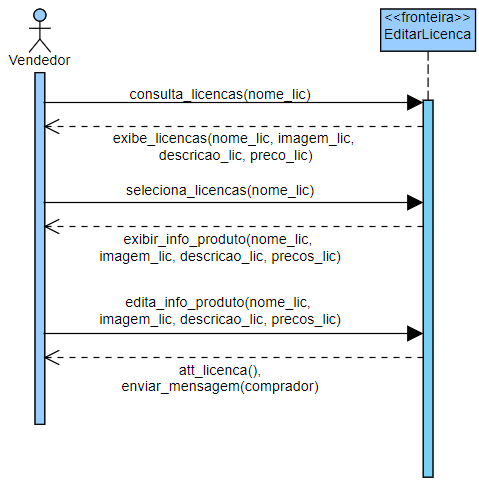 <<fronteira>>
EditarLicenca
Vendedor
consulta_licencas(nome_lic)
exibe_licencas(nome_lic, imagem_lic,
descricao_lic, preco_lic)
seleciona_licencas(nome_lic)
exibir_info_produto(nome_lic,
imagem_lic, descricao_lic, precos_lic)
edita_info_produto(nome_lic,
imagem_lic, descricao_lic, precos_lic)
att_licenca(),
enviar_mensagem(comprador)